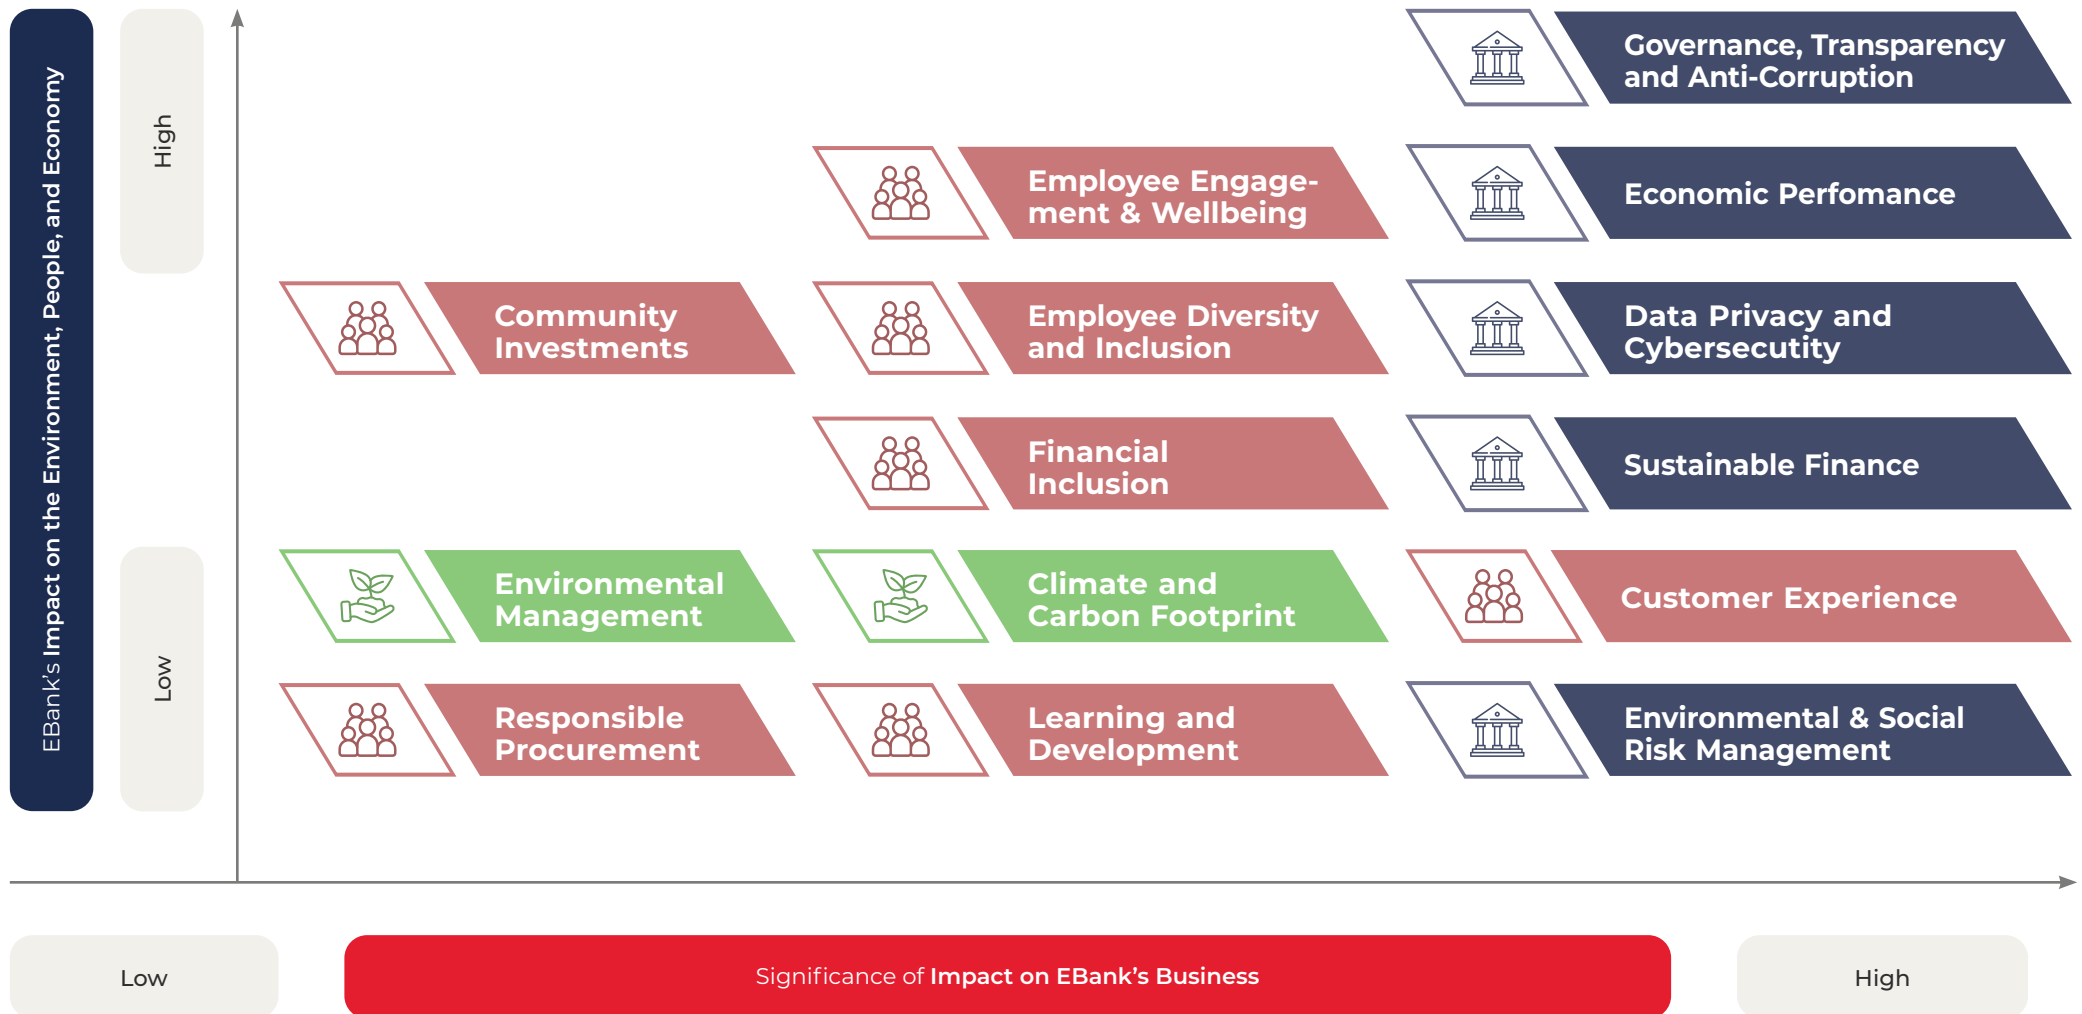 EBank's Impact on the Environment, People, and Economy
High
Low
Governance, Transparency
and Anti-Corruption
Employee Engage-
ment & Wellbeing
Economic Perfomance
Community
Investments
Employee Diversity
and Inclusion
Data Privacy and
Cybersecutity
Financial
Inclusion
Sustainable Finance
Environmental
Management
Climate and
Carbon Footprint
Customer Experience
Responsible
Procurement
Learning and
Development
Environmental & Social
Risk Management
Low
Significance of Impact on EBank's Business
High